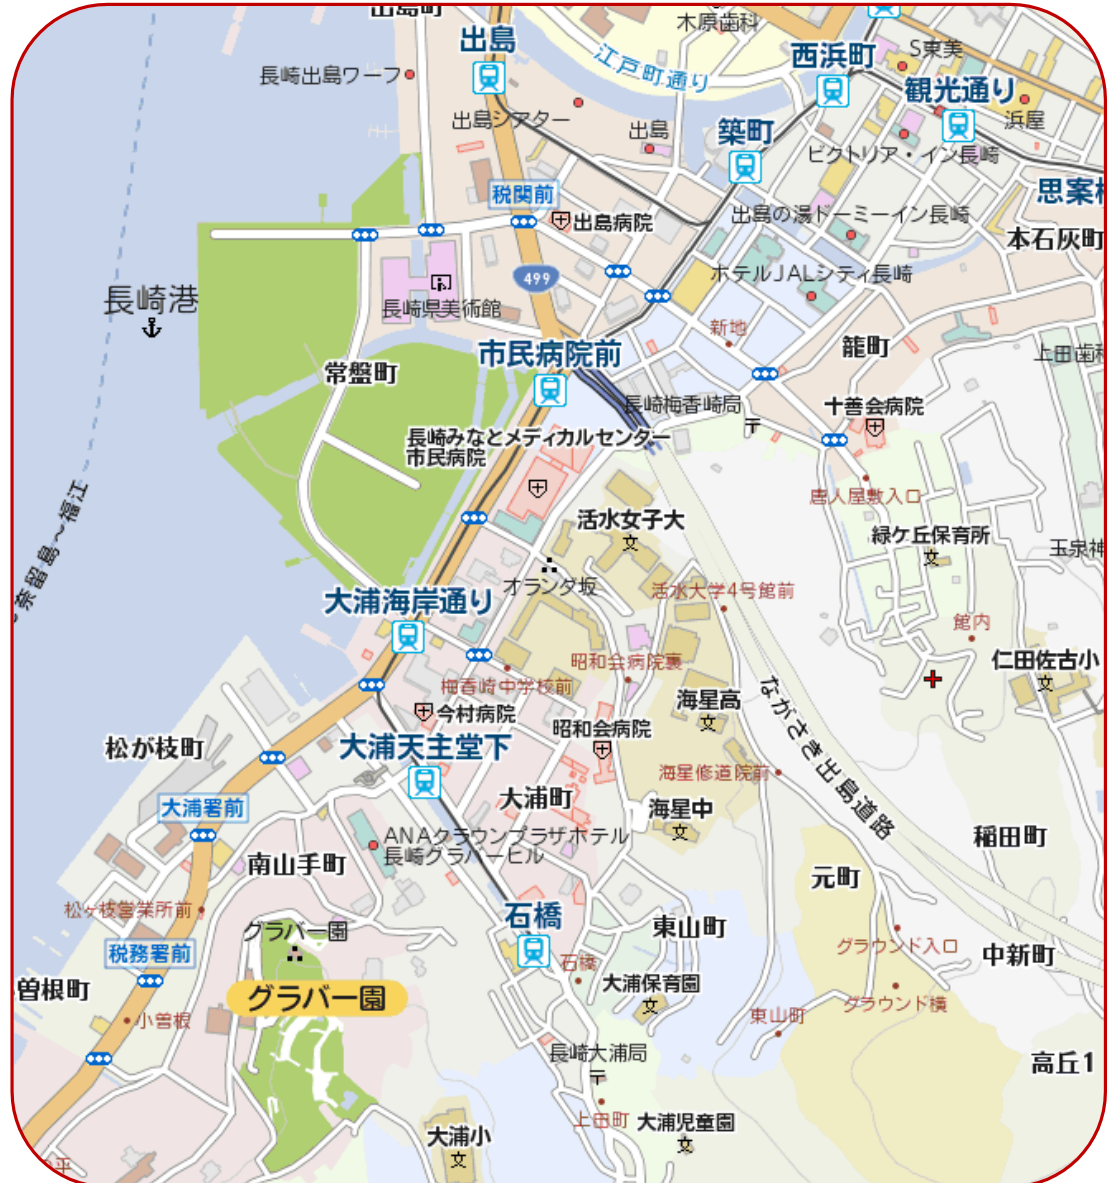 出島町
木原歯科
出島
江戸町通り
西浜町
S東美
長崎出島ワーフ
観光通り
出島シアター
出島
築町
浜屋
ビクトリア・イン長崎
税関前
思案
出島病院
出島の湯ドーミーイン長崎
本石灰町
499
ホテルJALシティ長崎
長崎港
長崎県美術館
新地
市民病院前
籠町
上田歯科
常盤町
長崎梅香崎局
十善会病院
長崎みなとメディカルセンター
市民病院
唐人屋敷入口
活水女子大
緑ケ丘保育所
玉泉神
奈留島～福江
オランダ坂
活水大学4号館前
大浦海岸通り
館内
昭和会病院裏
仁田佐古小
梅香崎中学校前
海星高
今村病院
昭和会病院
松が枝町
大浦天主堂下
ながさき出島道路
海星修道院前
大浦町
大浦署前
海星中
ANAクラウンプラザホテル
長崎グラバーヒル
稲田町
南山手町
元町
松ヶ枝営業所前
石橋
東山町
グラバー園
グラウンド入口
税務署前
石橋
中新町
曽根町
大浦保育園
グラバー園
グラウンド横
小曽根
東山町
長崎大浦局
高丘1
上田町
大浦児童園
大浦小
平